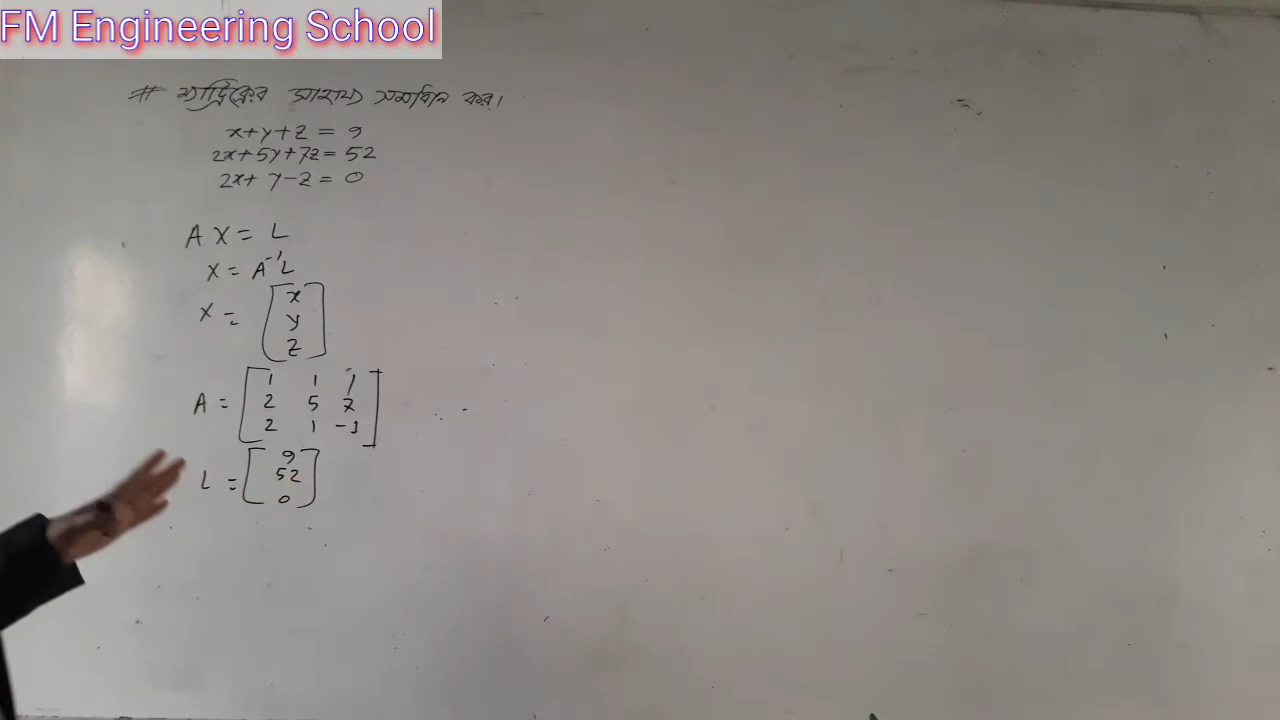 FM Engineering School
# ম্যাট্রিক্সের সাহায্যে সমাধান কর।
x+y+z = 9
2x+5y+7z = 52
2x+ y-z = 0
A X = L
X = A⁻¹L
X = [x
y
z]
A = [1 1 1
2 5 7
2 1 -1]
L = [9
52
0]